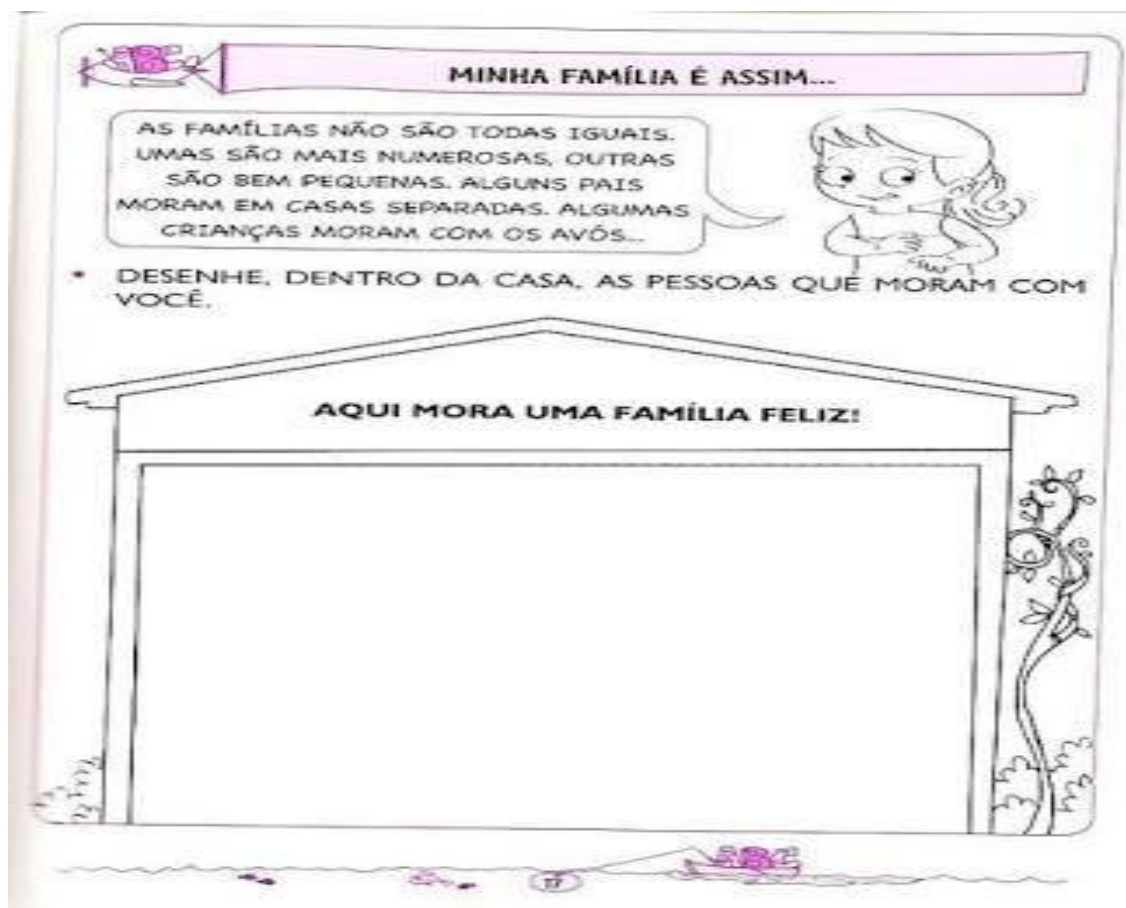 MINHA FAMÍLIA É ASSIM...
AS FAMÍLIAS NÃO SÃO TODAS IGUAIS.
UMAS SÃO MAIS NUMEROSAS, OUTRAS
SÃO BEM PEQUENAS. ALGUNS PAIS
MORAM EM CASAS SEPARADAS. ALGUMAS
CRIANÇAS MORAM COM OS AVÓS...
• DESENHE, DENTRO DA CASA, AS PESSOAS QUE MORAM COM
VOCÊ.
AQUI MORA UMA FAMÍLIA FELIZ!
17